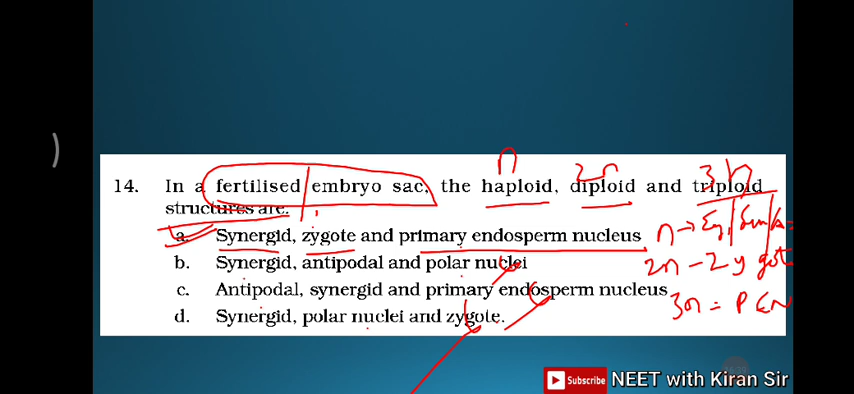 n 2n 3n
14. In a fertilised embryo sac, the haploid, diploid and triploid
structures are:
a. Synergid, zygote and primary endosperm nucleus
b. Synergid, antipodal and polar nuclei
c. Antipodal, synergid and primary endosperm nucleus
d. Synergid, polar nuclei and zygote.
n →
2n - Zygot
3n = PEN
Subscribe NEET with Kiran Sir